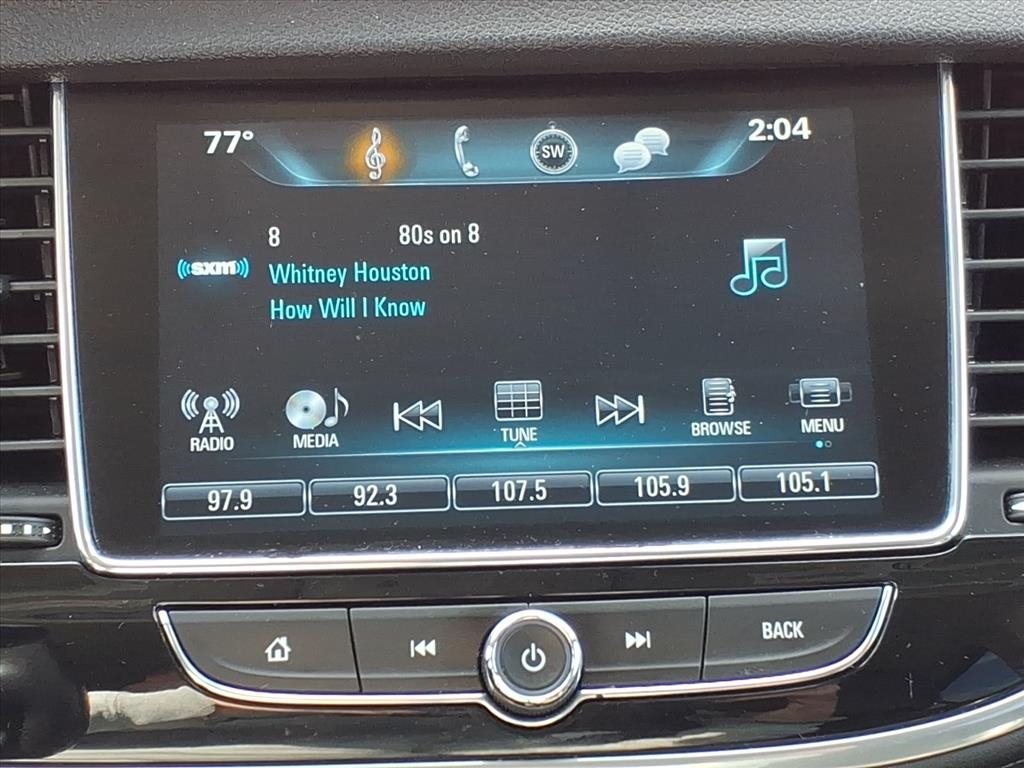 77°
SW
2:04
8 80s on 8
((sxm))
Whitney Houston
How Will I Know
RADIO MEDIA TUNE BROWSE MENU
97.9 92.3 107.5 105.9 105.1
BACK